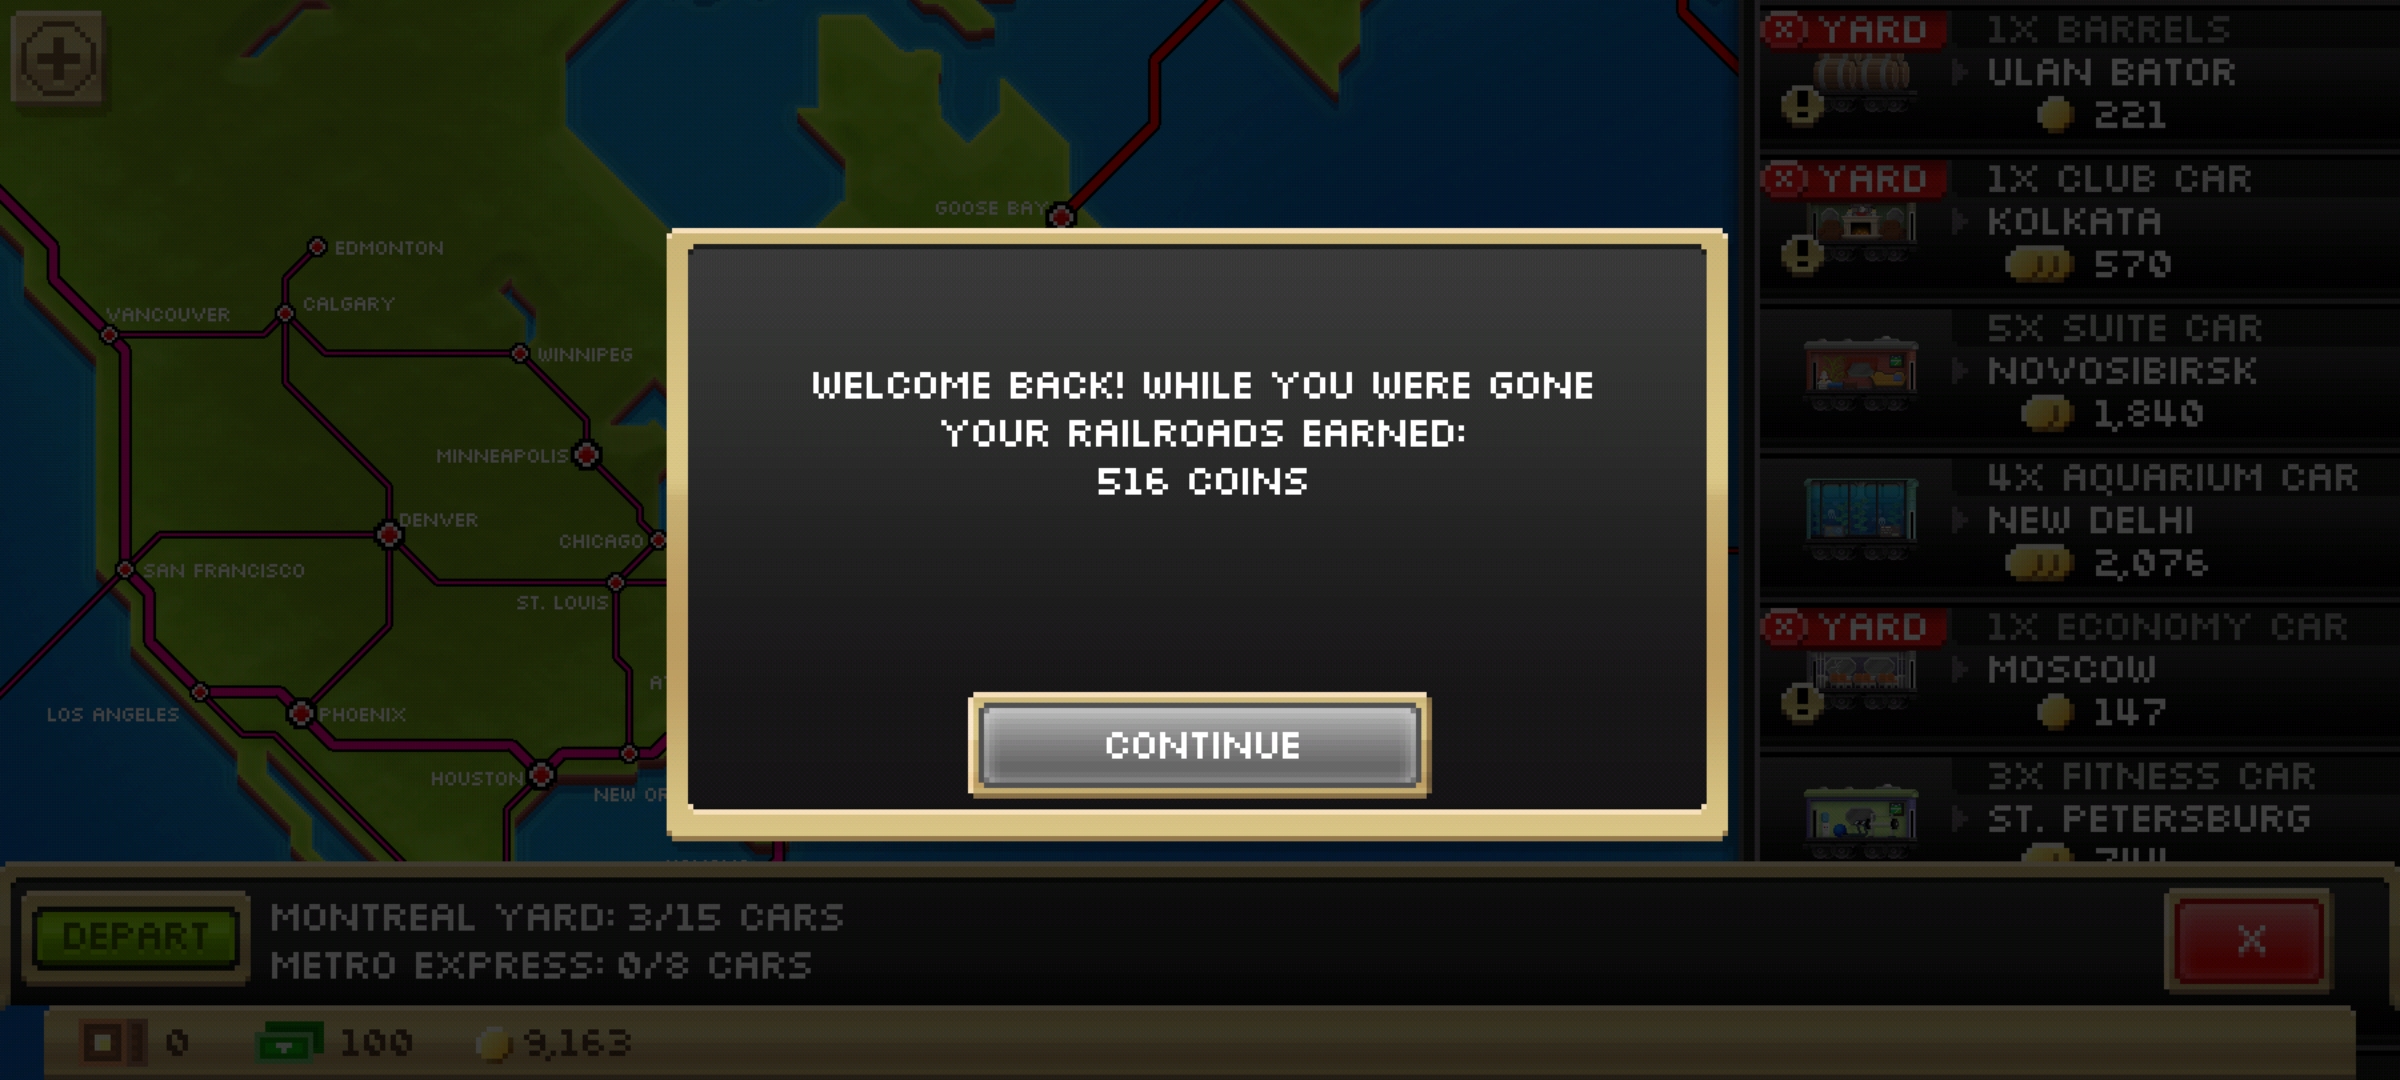 YARD
1X BARRELS
ULAN BATOR
221
YARD
1X CLUB CAR
KOLKATA
570
5X SUITE CAR
NOVOSIBIRSK
1,840
4X AQUARIUM CAR
NEW DELHI
2,076
YARD
1X ECONOMY CAR
MOSCOW
147
3X FITNESS CAR
ST. PETERSBURG
GOOSE BAY
EDMONTON
CALGARY
VANCOUVER
WINNIPEG
MINNEAPOLIS
DENVER
CHICAGO
SAN FRANCISCO
ST. LOUIS
LOS ANGELES
PHOENIX
HOUSTON
NEW OR
WELCOME BACK! WHILE YOU WERE GONE
YOUR RAILROADS EARNED:
516 COINS
CONTINUE
DEPART
MONTREAL YARD: 3/15 CARS
METRO EXPRESS: 0/8 CARS
X
0
100
9,163